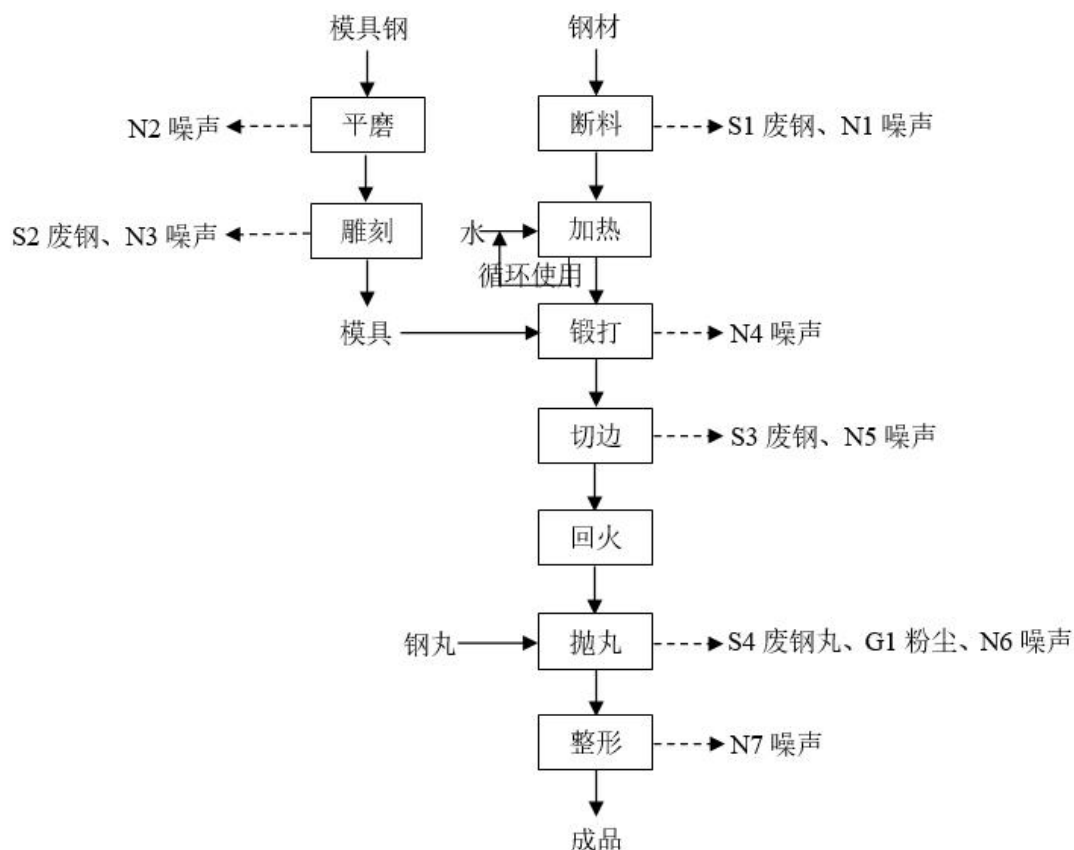 模具钢
钢材
N2 噪声
平磨
断料
S1 废钢、N1 噪声
S2 废钢、N3 噪声
雕刻
水
加热
循环使用
模具
锻打
N4 噪声
切边
S3 废钢、N5 噪声
回火
钢丸
抛丸
S4 废钢丸、G1 粉尘、N6 噪声
整形
N7 噪声
成品